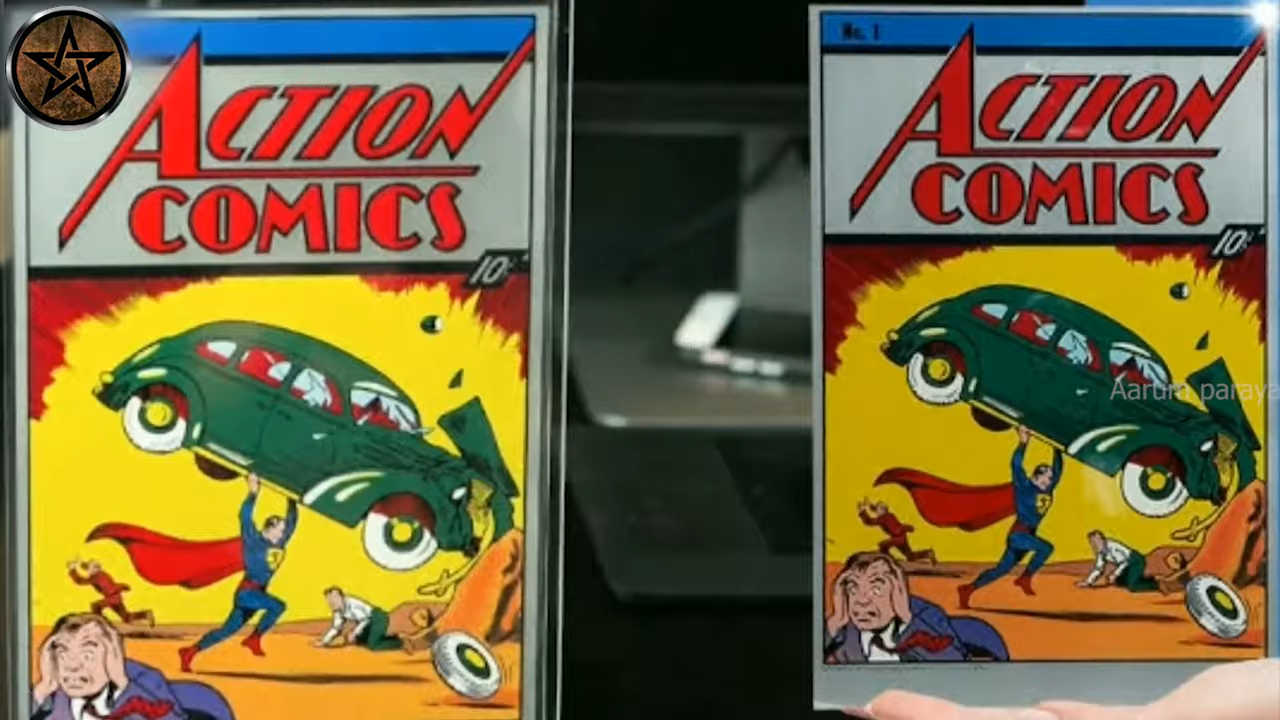 ACTION
COMICS
10¢
No. 1
ACTION
COMICS
10¢
Aarum paraya